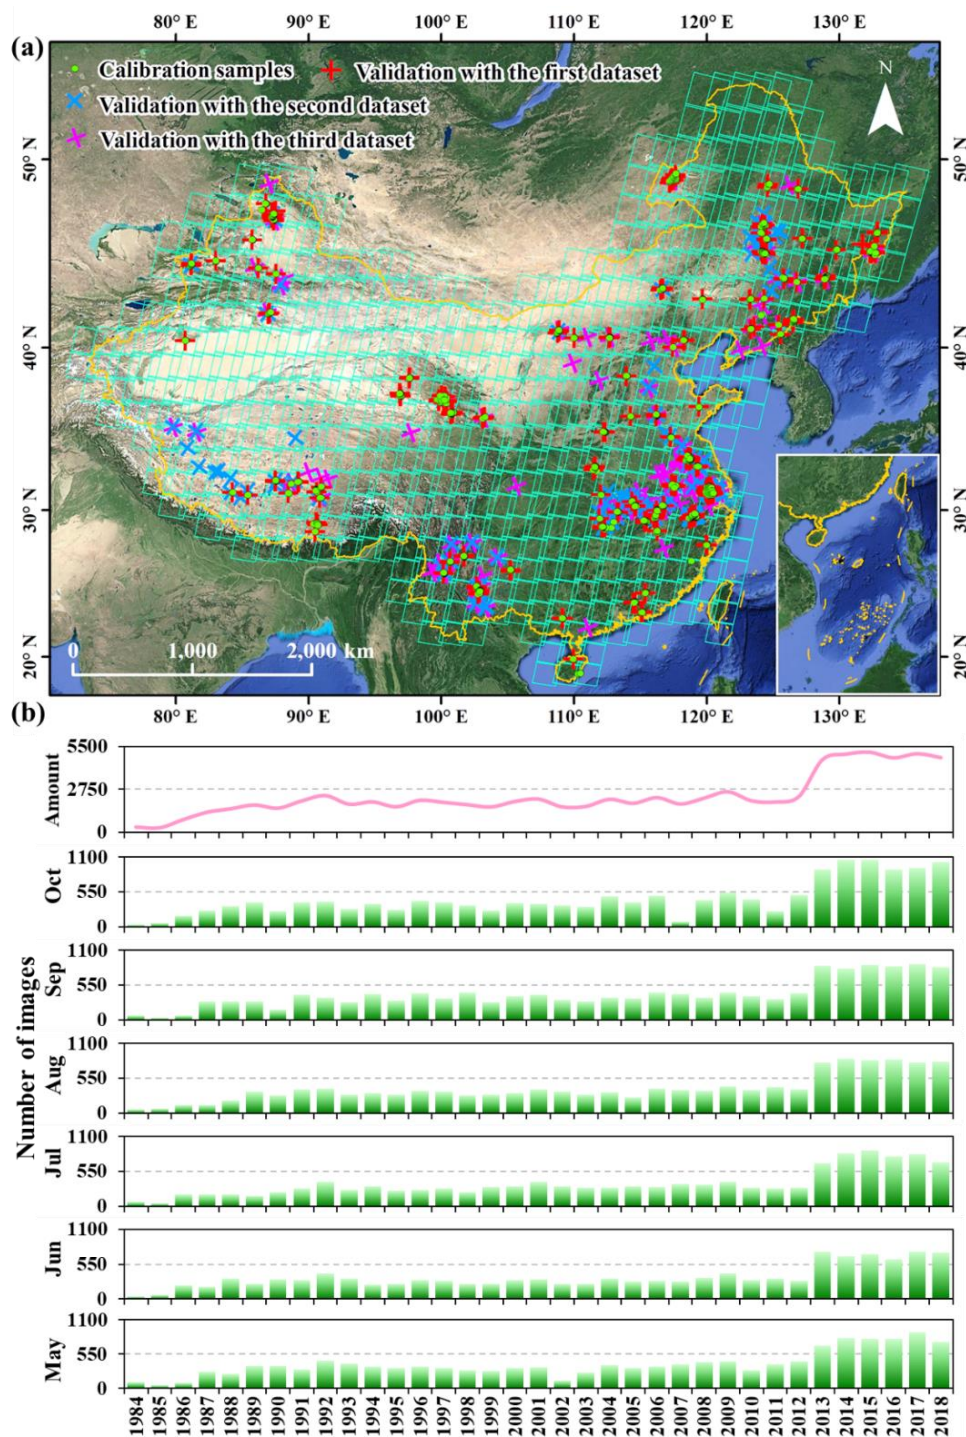 80° E 90° E 100° E 110° E 120° E 130° E
(a)
N
Calibration samples
Validation with the first dataset
Validation with the second dataset
Validation with the third dataset
50° N
40° N
30° N
20° N
50° N
40° N
30° N
20° N
0 1,000 2,000 km
80° E 90° E 100° E 110° E 120° E 130° E
(b)
Number of images
Amount
5500
2750
0
Oct
1100
550
0
Sep
1100
550
0
Aug
1100
550
0
Jul
1100
550
0
Jun
1100
550
0
May
1100
550
0
1984 1985 1986 1987 1988 1989 1990 1991 1992 1993 1994 1995 1996 1997 1998 1999 2000 2001 2002 2003 2004 2005 2006 2007 2008 2009 2010 2011 2012 2013 2014 2015 2016 2017 2018